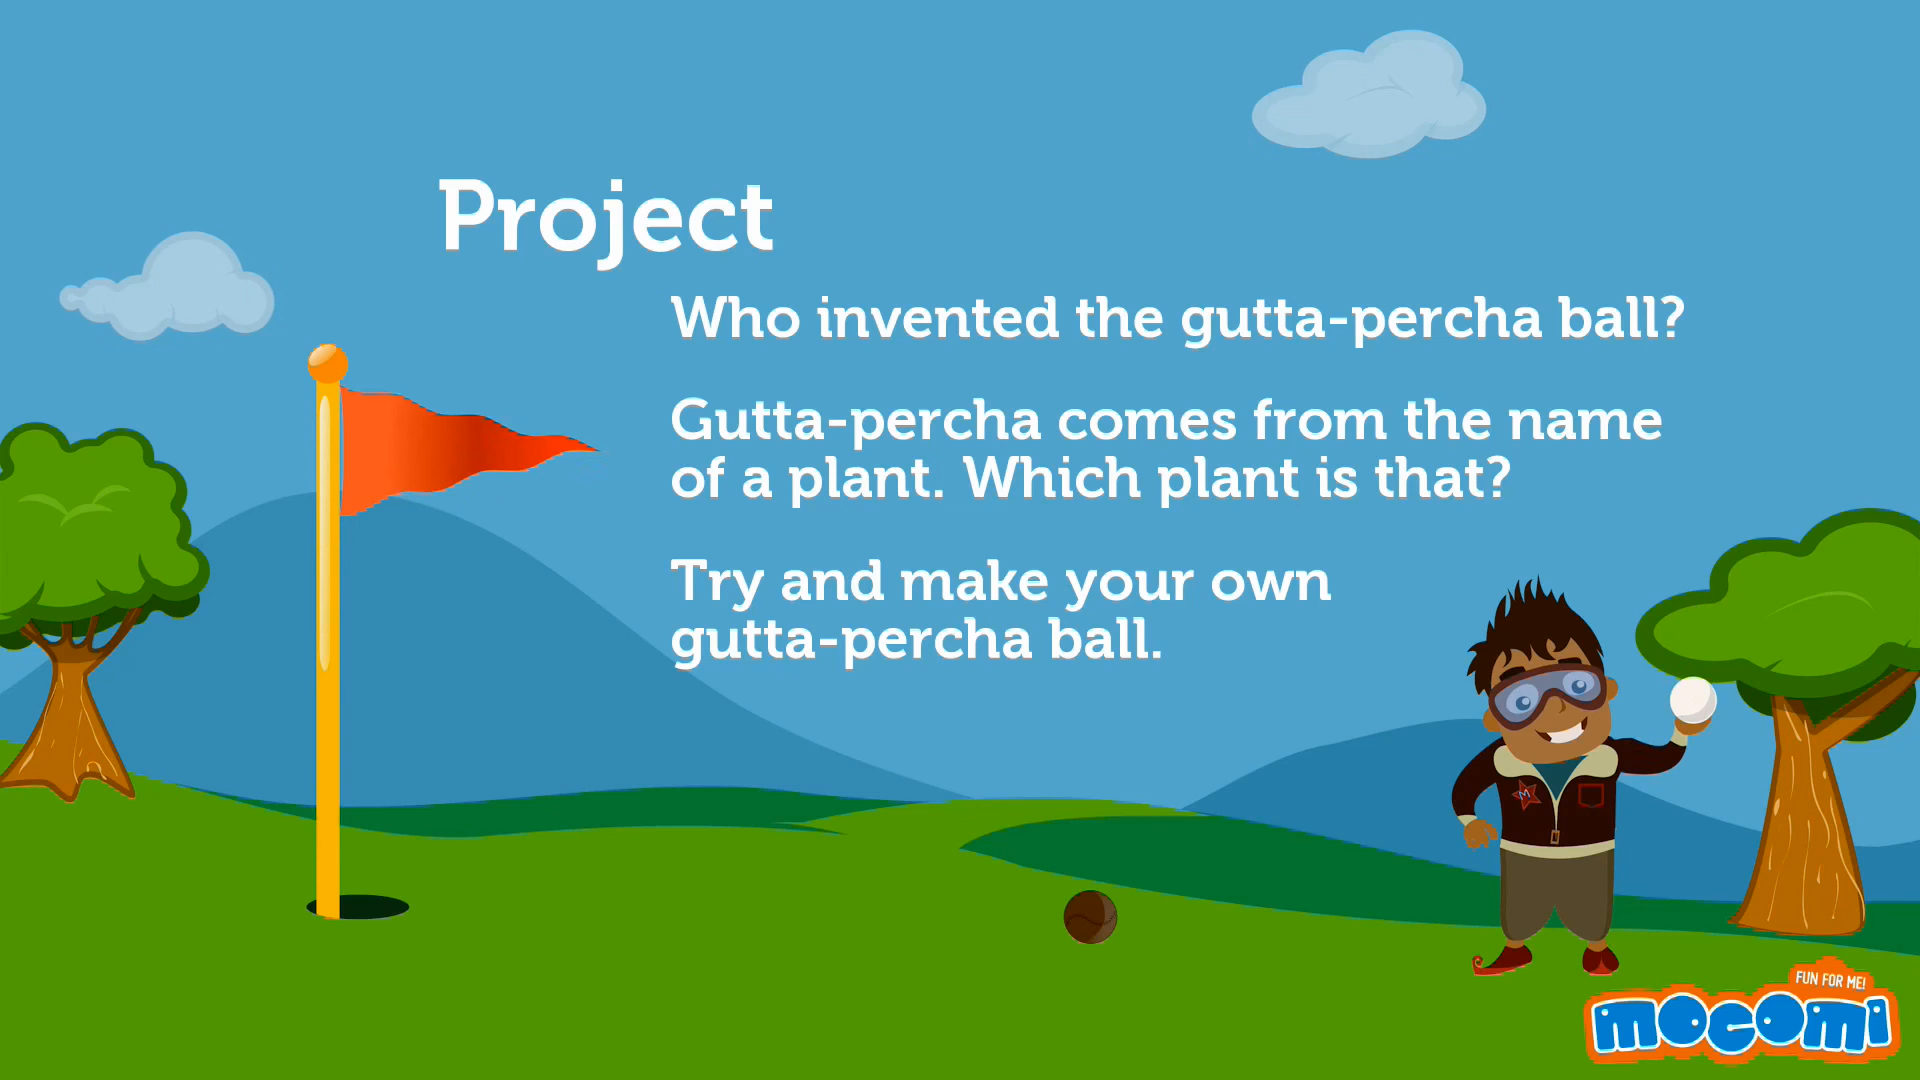 Project
Who invented the gutta-percha ball?
Gutta-percha comes from the name
of a plant. Which plant is that?
Try and make your own
gutta-percha ball.
M
FUN FOR ME!
mocomi